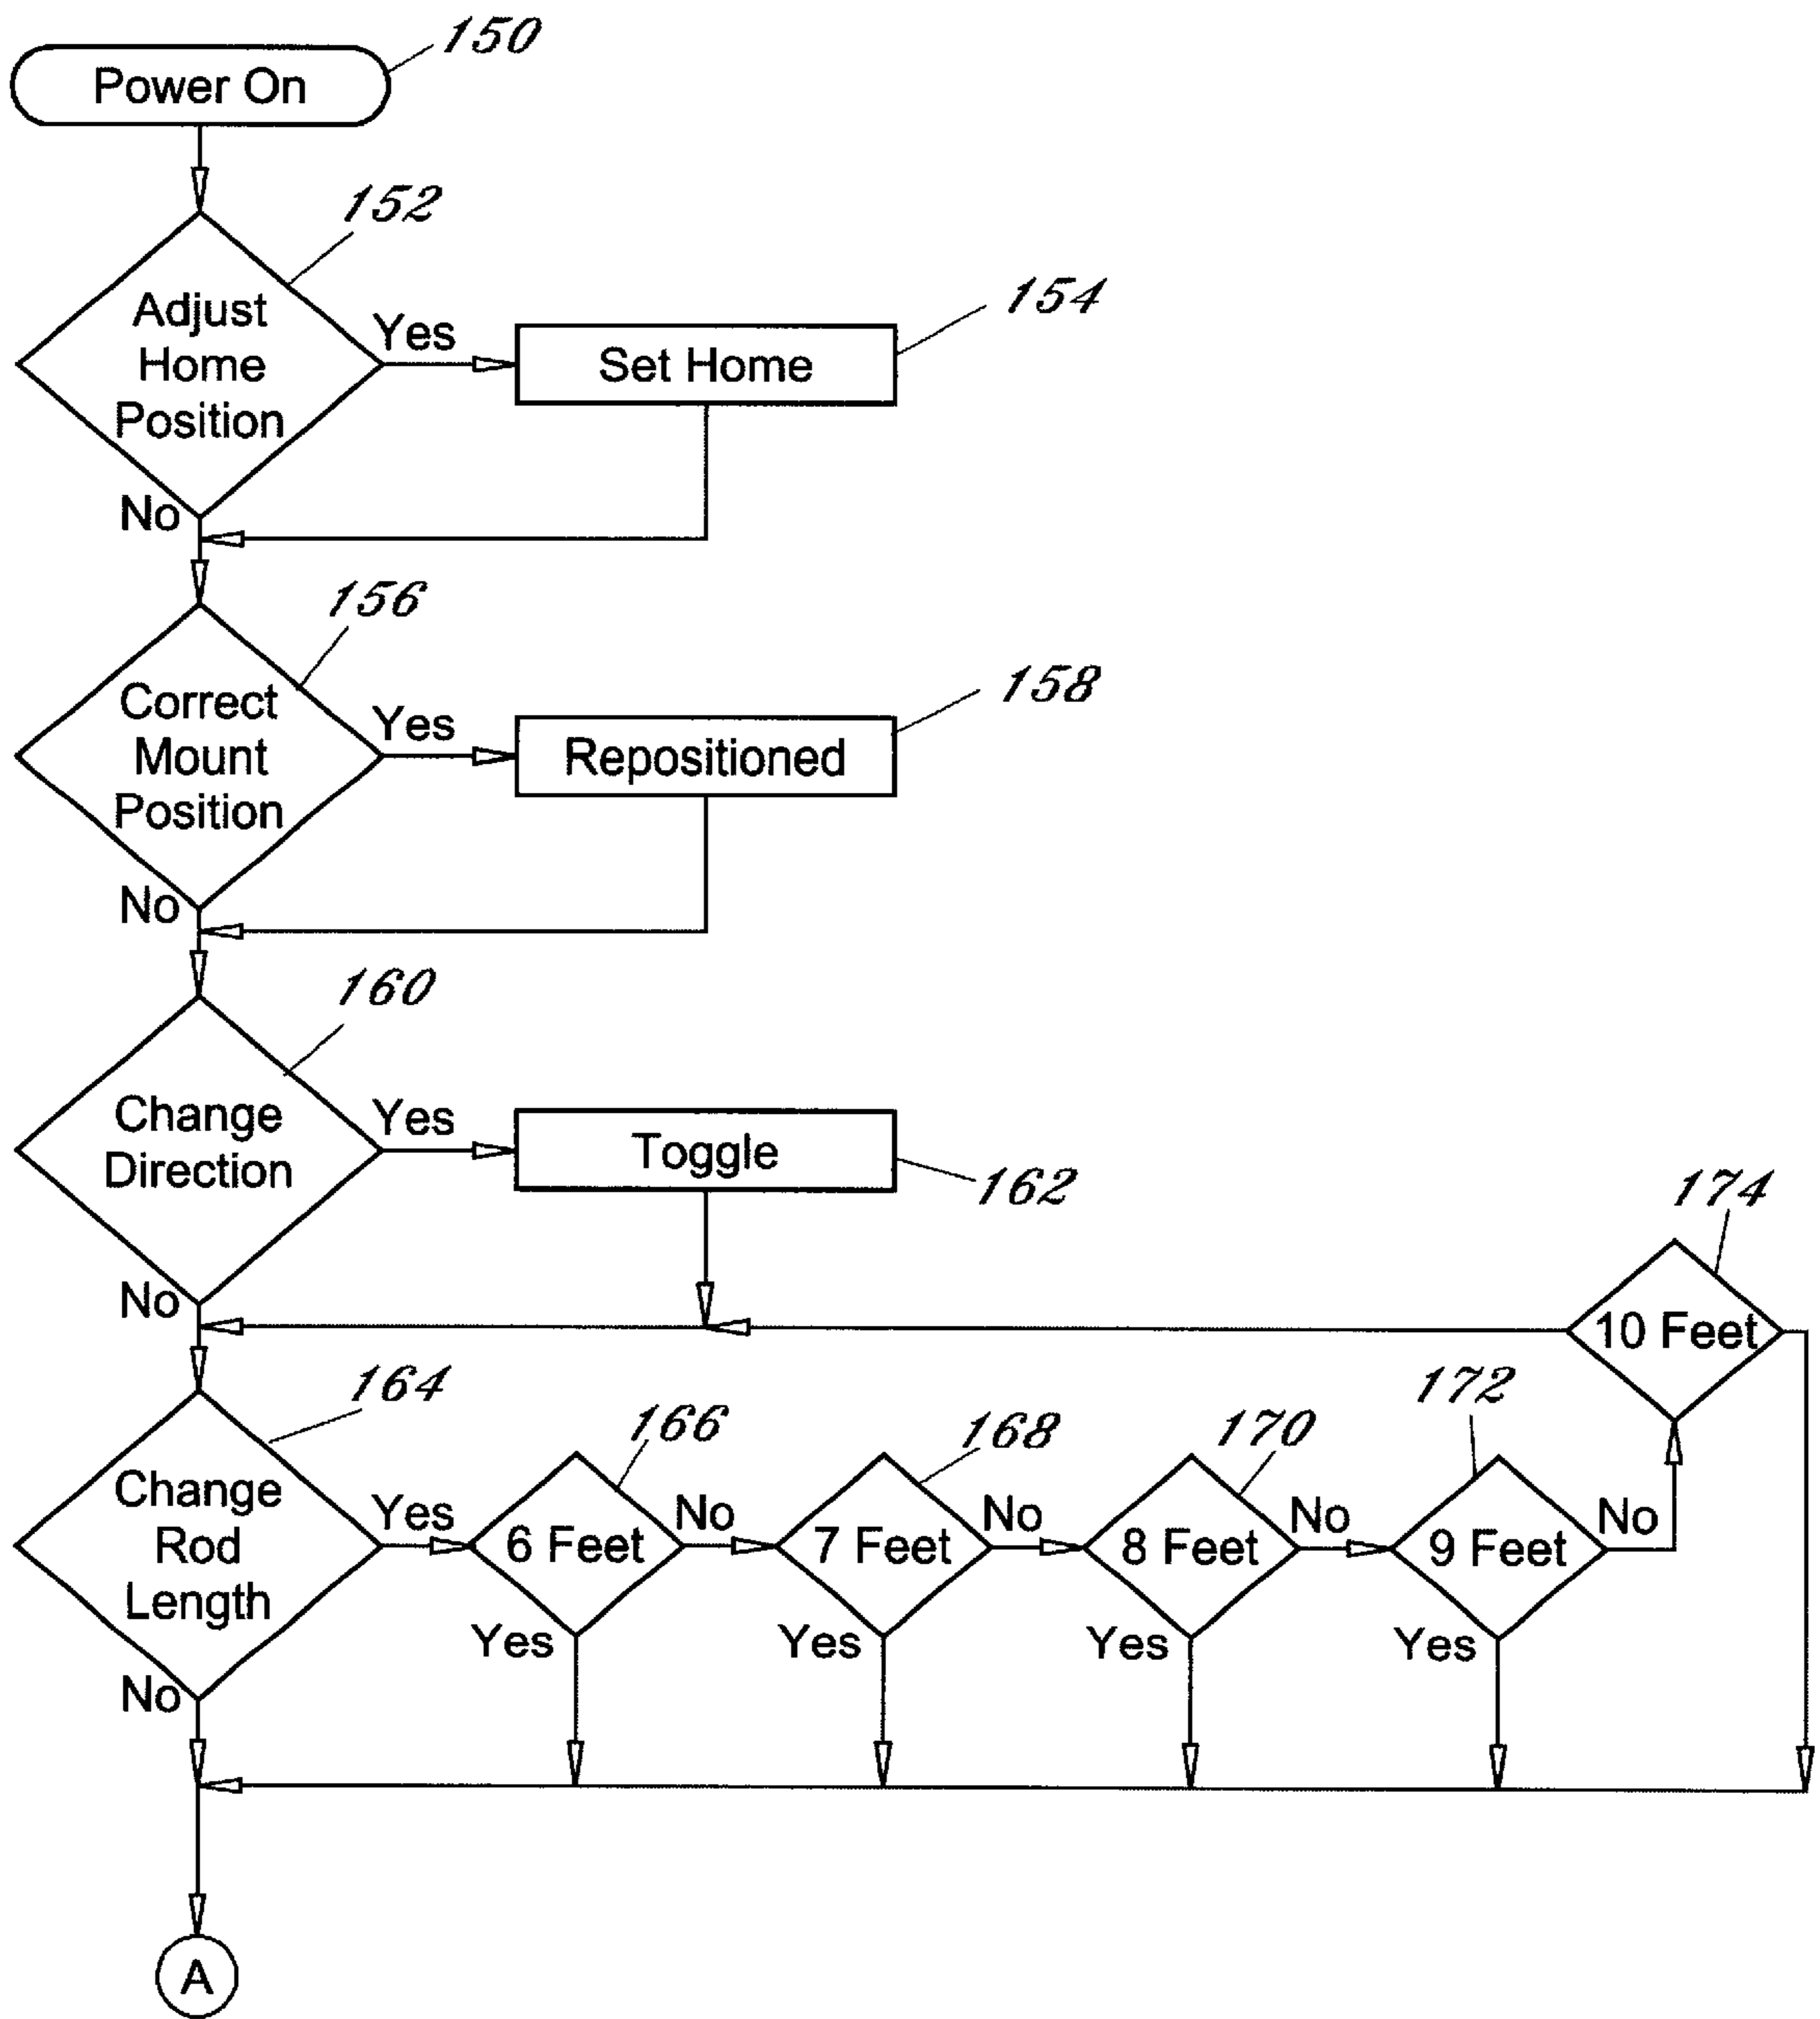 150
Power On
152
Adjust
Home
Position
Yes
154
Set Home
No
156
Correct
Mount
Position
Yes
158
Repositioned
No
160
Change
Direction
Yes
Toggle
162
No
174
10 Feet
164
Change
Rod
Length
Yes
166
6 Feet
No
Yes
168
7 Feet
No
Yes
170
8 Feet
No
Yes
172
9 Feet
No
Yes
No
A